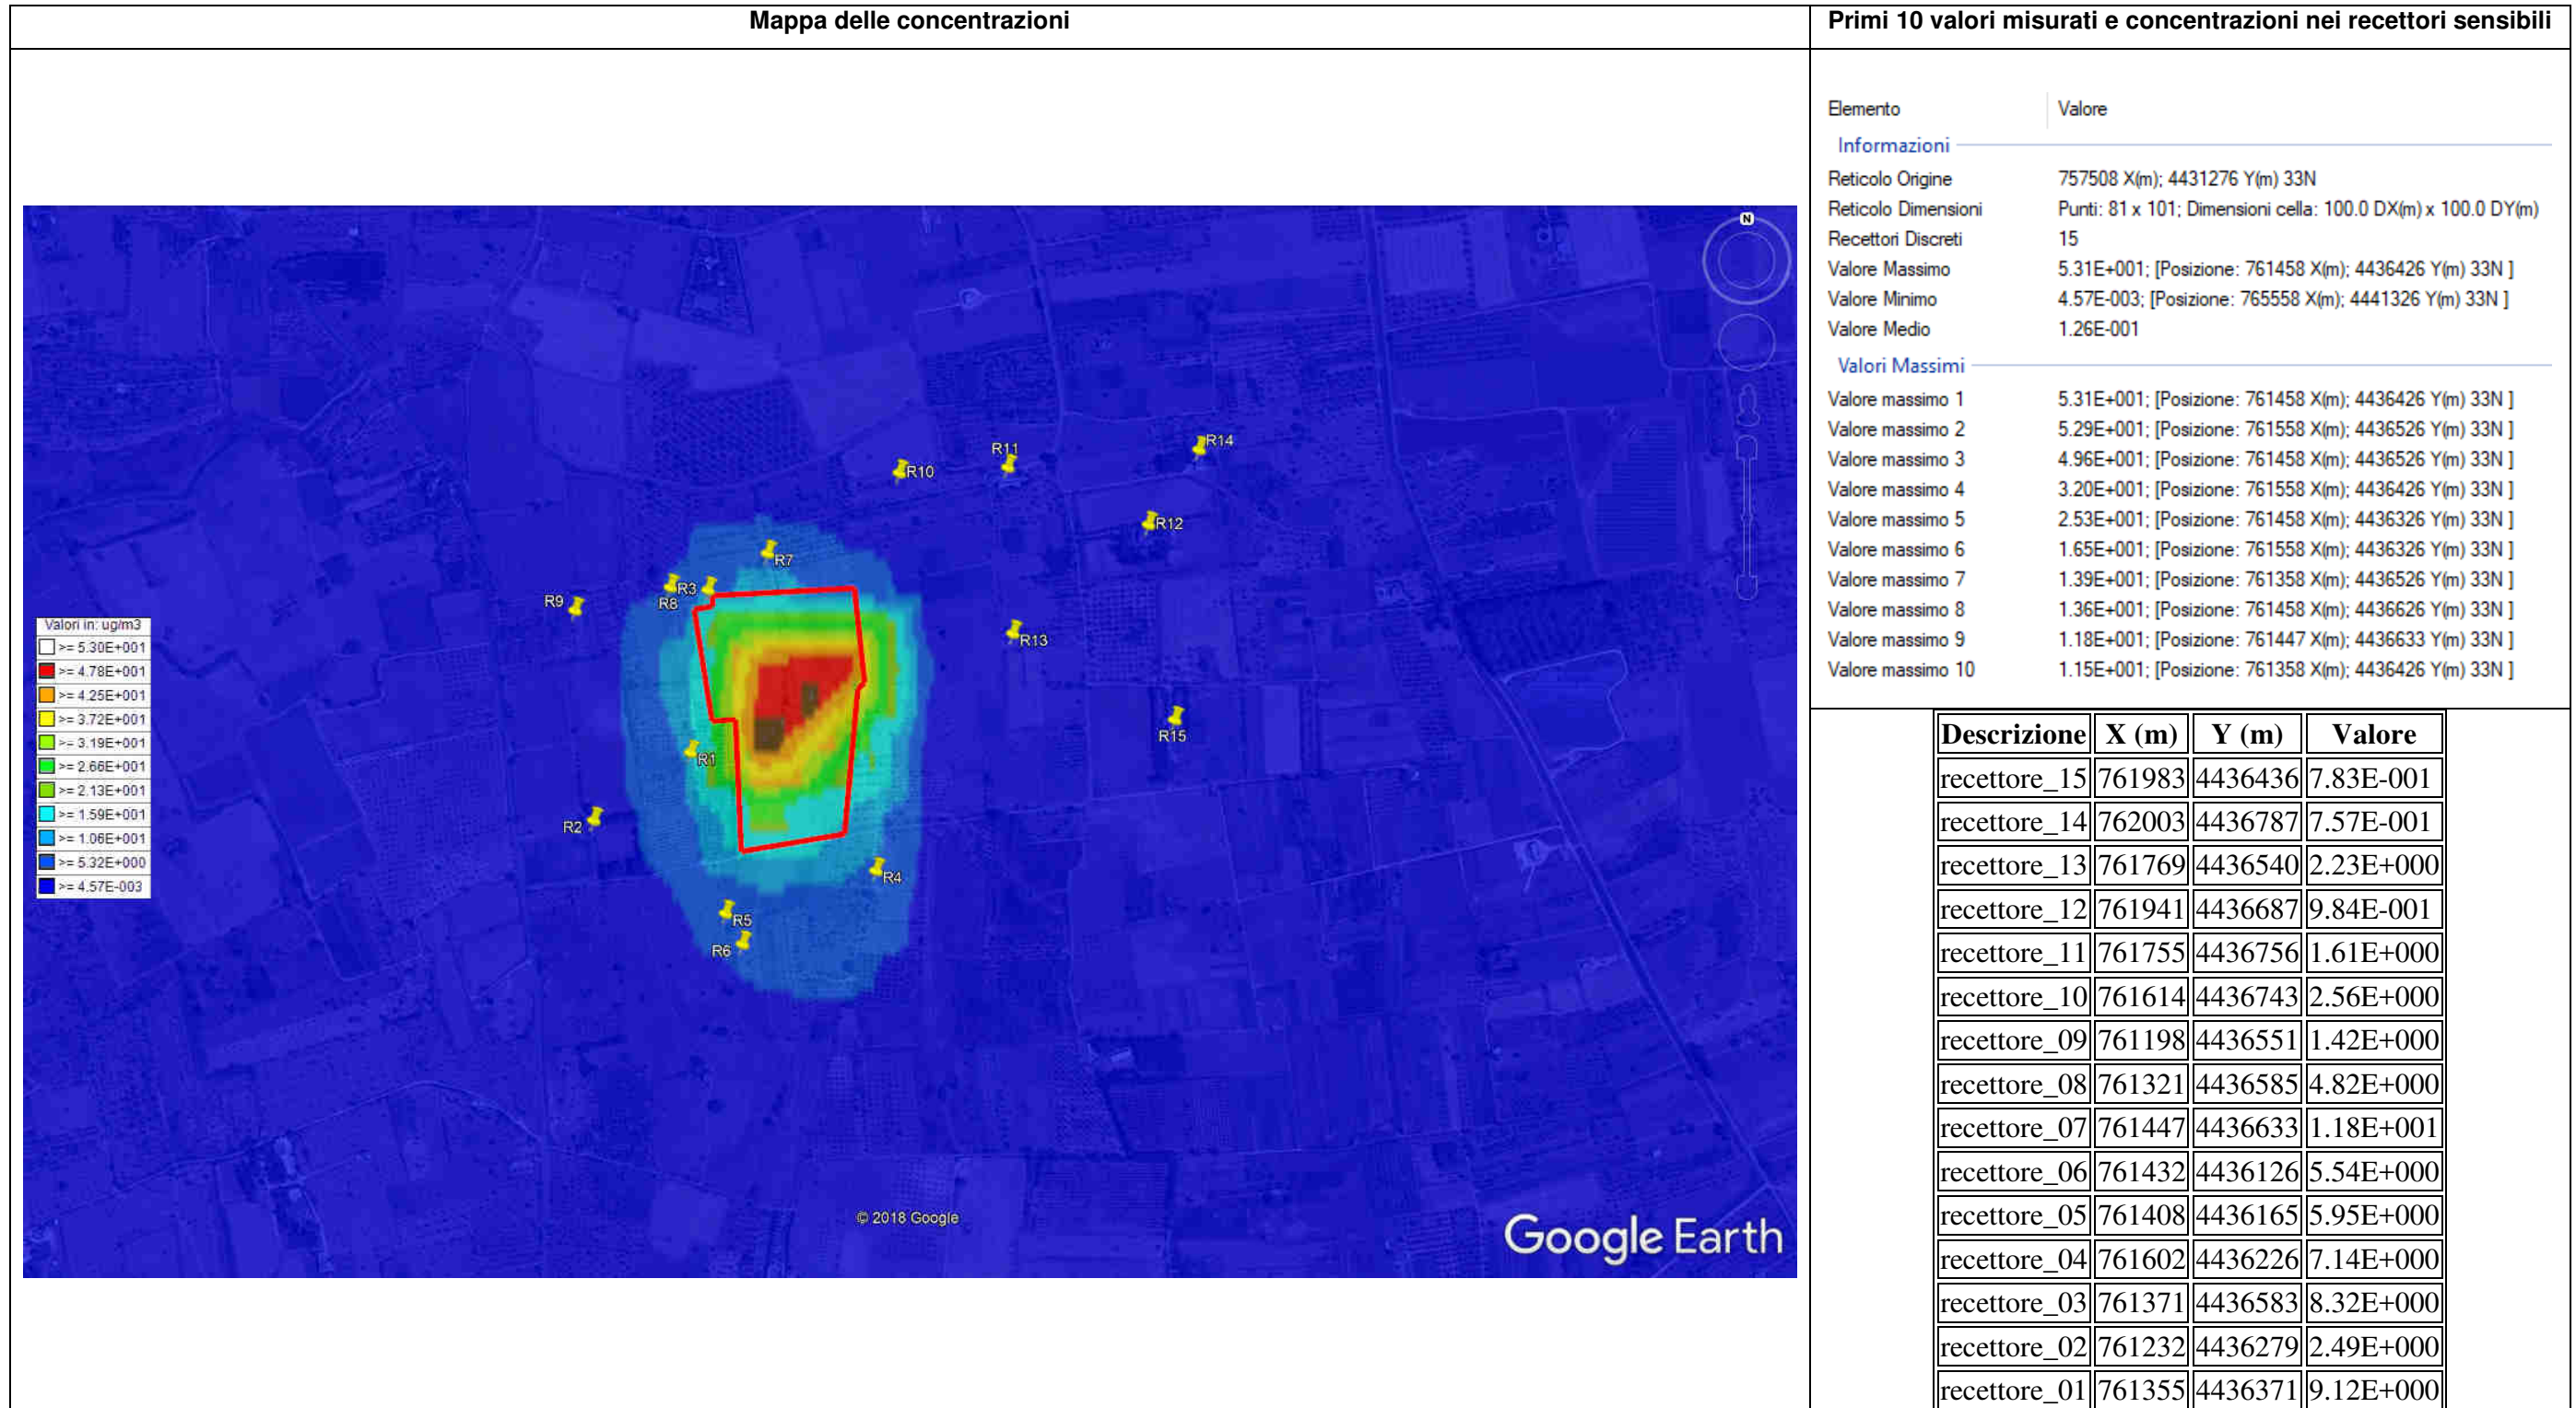 Mappa delle concentrazioni
Primi 10 valori misurati e concentrazioni nei recettori sensibili
N
R14
R11
R10
R12
R7
R3
R8
R9
R13
R15
R1
R2
R4
R5
R6
Valori in: ug/m3
>= 5.30E+001
>= 4.78E+001
>= 4.25E+001
>= 3.72E+001
>= 3.19E+001
>= 2.66E+001
>= 2.13E+001
>= 1.59E+001
>= 1.06E+001
>= 5.32E+000
>= 4.57E-003
© 2018 Google
Google Earth
Elemento Valore
Informazioni
Reticolo Origine 757508 X(m); 4431276 Y(m) 33N
Reticolo Dimensioni Punti: 81 x 101; Dimensioni cella: 100.0 DX(m) x 100.0 DY(m)
Recettori Discreti 15
Valore Massimo 5.31E+001; [Posizione: 761458 X(m); 4436426 Y(m) 33N ]
Valore Minimo 4.57E-003; [Posizione: 765558 X(m); 4441326 Y(m) 33N ]
Valore Medio 1.26E-001
Valori Massimi
Valore massimo 1 5.31E+001; [Posizione: 761458 X(m); 4436426 Y(m) 33N ]
Valore massimo 2 5.29E+001; [Posizione: 761558 X(m); 4436526 Y(m) 33N ]
Valore massimo 3 4.96E+001; [Posizione: 761458 X(m); 4436526 Y(m) 33N ]
Valore massimo 4 3.20E+001; [Posizione: 761558 X(m); 4436426 Y(m) 33N ]
Valore massimo 5 2.53E+001; [Posizione: 761458 X(m); 4436326 Y(m) 33N ]
Valore massimo 6 1.65E+001; [Posizione: 761558 X(m); 4436326 Y(m) 33N ]
Valore massimo 7 1.39E+001; [Posizione: 761358 X(m); 4436526 Y(m) 33N ]
Valore massimo 8 1.36E+001; [Posizione: 761458 X(m); 4436626 Y(m) 33N ]
Valore massimo 9 1.18E+001; [Posizione: 761447 X(m); 4436633 Y(m) 33N ]
Valore massimo 10 1.15E+001; [Posizione: 761358 X(m); 4436426 Y(m) 33N ]
Descrizione X (m) Y (m) Valore
recettore_15 761983 4436436 7.83E-001
recettore_14 762003 4436787 7.57E-001
recettore_13 761769 4436540 2.23E+000
recettore_12 761941 4436687 9.84E-001
recettore_11 761755 4436756 1.61E+000
recettore_10 761614 4436743 2.56E+000
recettore_09 761198 4436551 1.42E+000
recettore_08 761321 4436585 4.82E+000
recettore_07 761447 4436633 1.18E+001
recettore_06 761432 4436126 5.54E+000
recettore_05 761408 4436165 5.95E+000
recettore_04 761602 4436226 7.14E+000
recettore_03 761371 4436583 8.32E+000
recettore_02 761232 4436279 2.49E+000
recettore_01 761355 4436371 9.12E+000